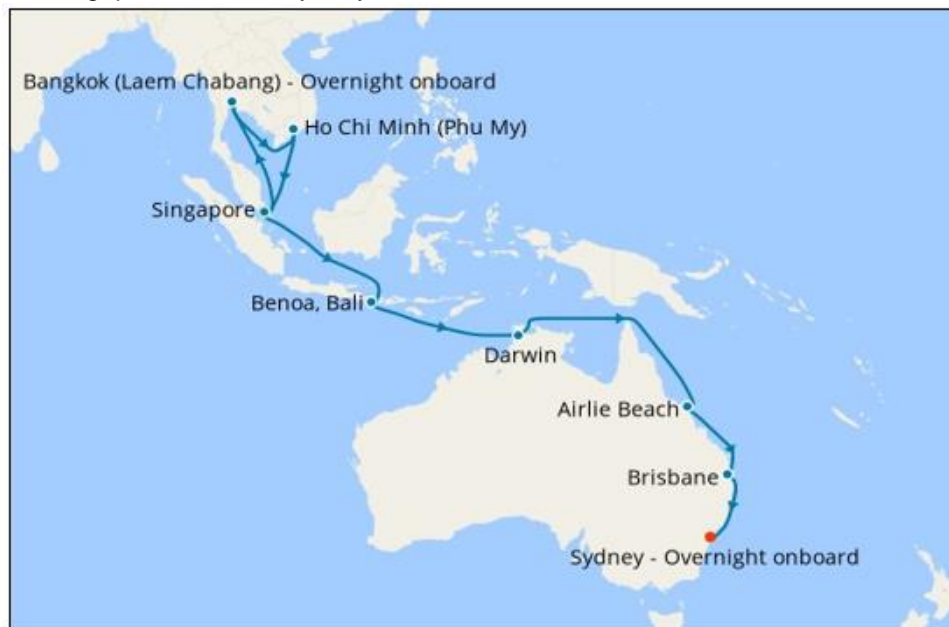 Bangkok (Laem Chabang) - Overnight onboard
Ho Chi Minh (Phu My)
Singapore
Benoa, Bali
Darwin
Airlie Beach
Brisbane
Sydney - Overnight onboard